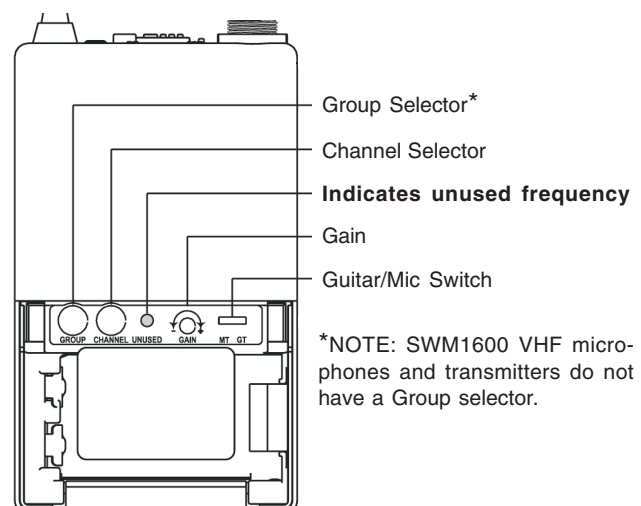 Group Selector*
Channel Selector
Indicates unused frequency
Gain
Guitar/Mic Switch
GROUP CHANNEL UNUSED GAIN MT GT
- +
*NOTE: SWM1600 VHF micro-
phones and transmitters do not
have a Group selector.